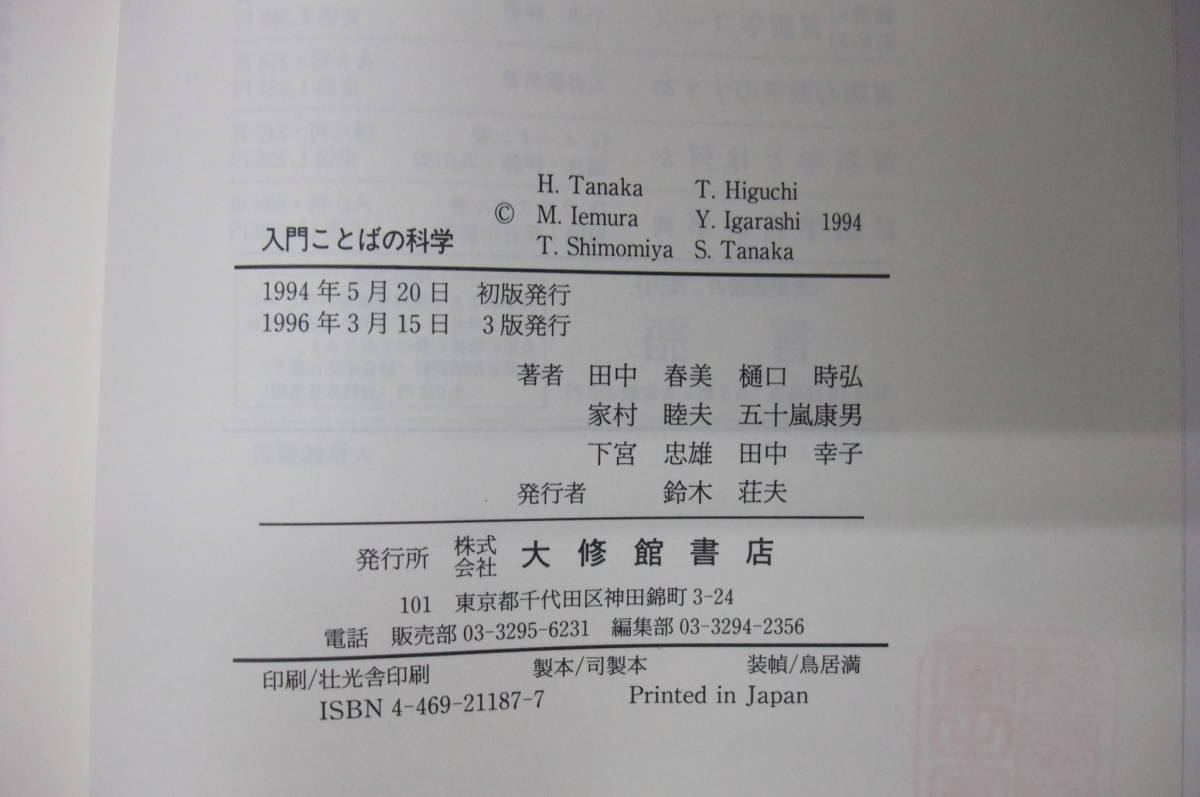 入門ことばの科学
© H. Tanaka T. Higuchi
M. Iemura Y. Igarashi 1994
T. Shimomiya S. Tanaka
1994年5月20日 初版発行
1996年3月15日 3版発行
著者 田中 春美 樋口 時弘
家村 睦夫 五十嵐康男
下宮 忠雄 田中 幸子
発行者 鈴木 荘夫
発行所 株式会社 大修館書店
101 東京都千代田区神田錦町3-24
電話 販売部03-3295-6231 編集部03-3294-2356
印刷/壮光舎印刷 製本/司製本 装幀/鳥居満
ISBN 4-469-21187-7 Printed in Japan